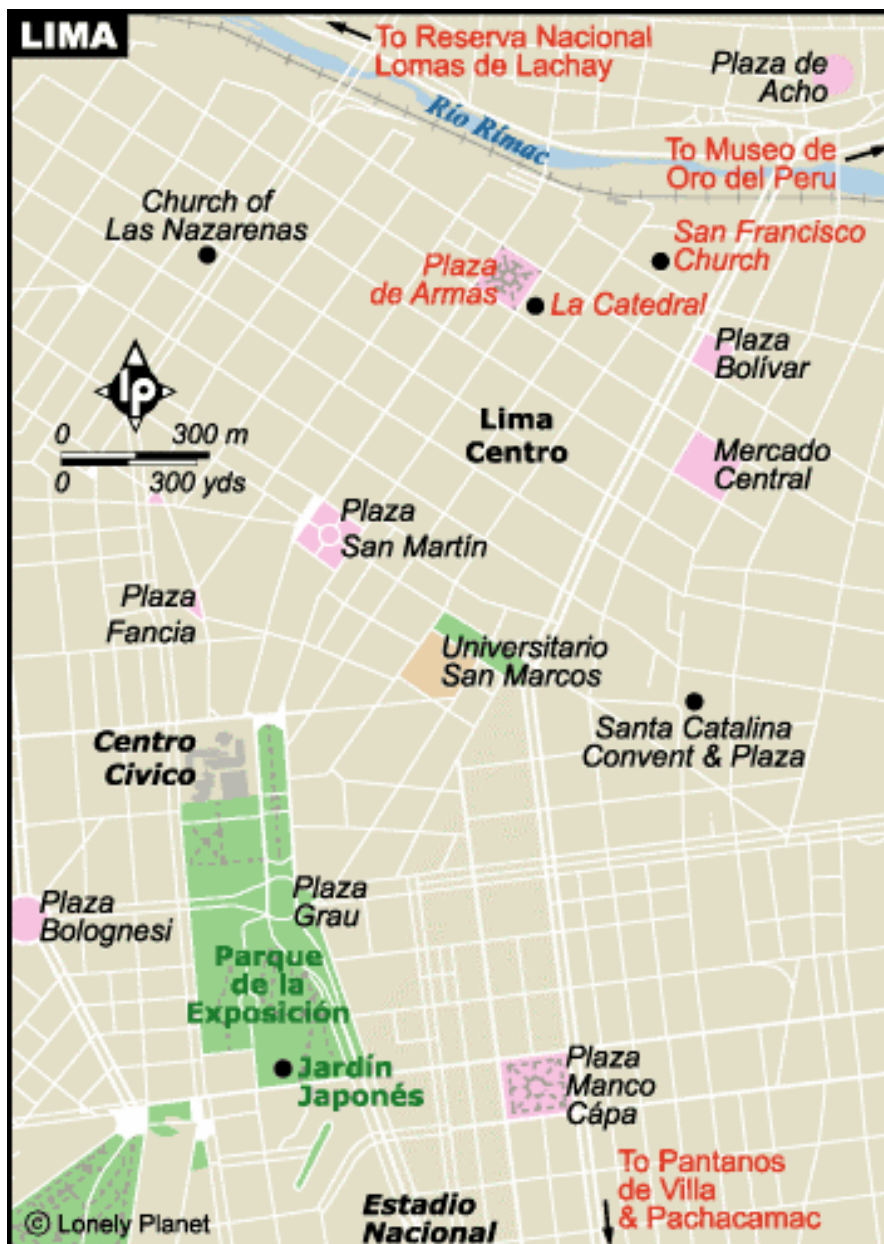 LIMA
To Reserva Nacional
Lomas de Lachay
Plaza de
Acho
Río Rímac
To Museo de
Oro del Peru
Church of
Las Nazarenas
San Francisco
Church
Plaza
de Armas
La Catedral
Plaza
Bolívar
lp
0 300 m
0 300 yds
Lima
Centro
Mercado
Central
Plaza
San Martín
Plaza
Fancia
Universitario
San Marcos
Santa Catalina
Convent & Plaza
Centro
Civico
Plaza
Grau
Plaza
Bolognesi
Parque
de la
Exposición
Jardín
Japonés
Plaza
Manco
Cápa
To Pantanos
de Villa
& Pachacamac
Estadio
Nacional
© Lonely Planet